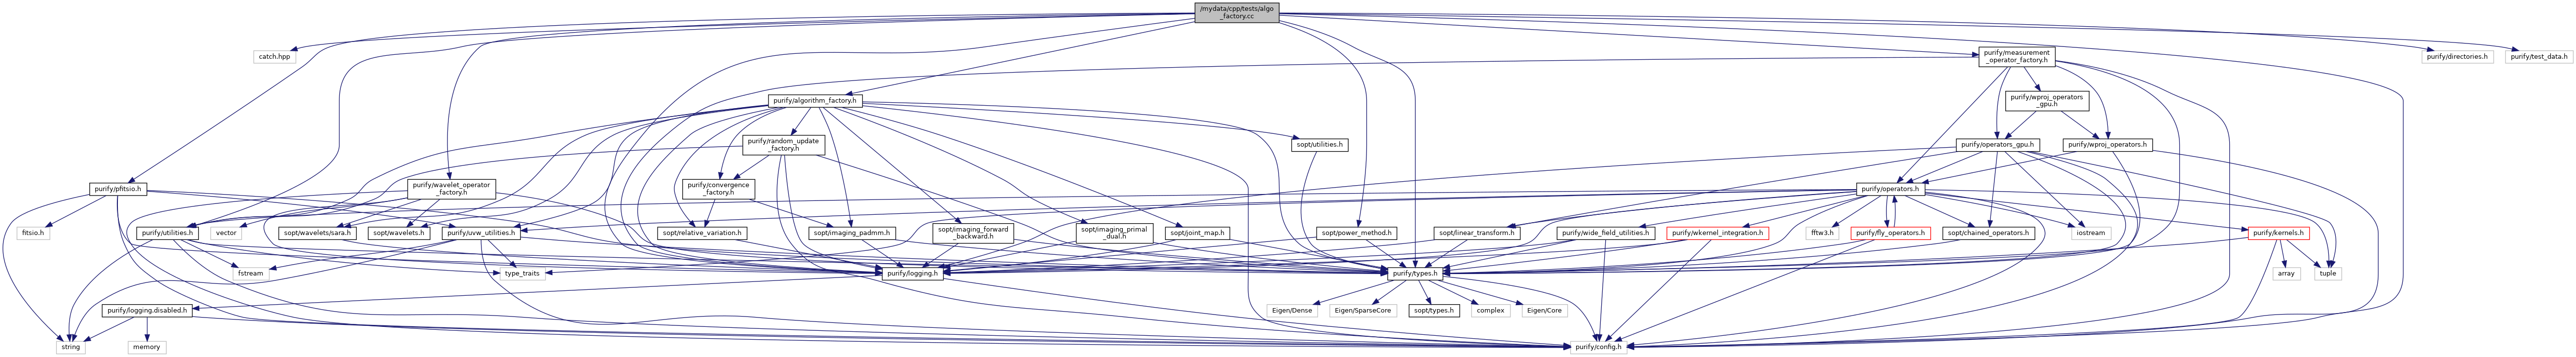 /mydata/cpp/tests/algo
_factory.cc
catch.hpp
purify/measurement
_operator_factory.h
purify/directories.h
purify/test_data.h
purify/algorithm_factory.h
purify/wproj_operators
_gpu.h
purify/random_update
_factory.h
sopt/utilities.h
purify/operators_gpu.h
purify/wproj_operators.h
purify/pfitsio.h
purify/wavelet_operator
_factory.h
purify/convergence
_factory.h
purify/operators.h
fitsio.h
purify/utilities.h
vector
sopt/wavelets/sara.h
sopt/wavelets.h
purify/uvw_utilities.h
sopt/relative_variation.h
sopt/imaging_padmm.h
sopt/imaging_forward
_backward.h
sopt/imaging_primal
_dual.h
sopt/joint_map.h
sopt/power_method.h
sopt/linear_transform.h
purify/wide_field_utilities.h
purify/wkernel_integration.h
fftw3.h
purify/fly_operators.h
sopt/chained_operators.h
iostream
purify/kernels.h
fstream
type_traits
purify/logging.h
purify/types.h
array
tuple
purify/logging.disabled.h
Eigen/Dense
Eigen/SparseCore
sopt/types.h
complex
Eigen/Core
string
memory
purify/config.h